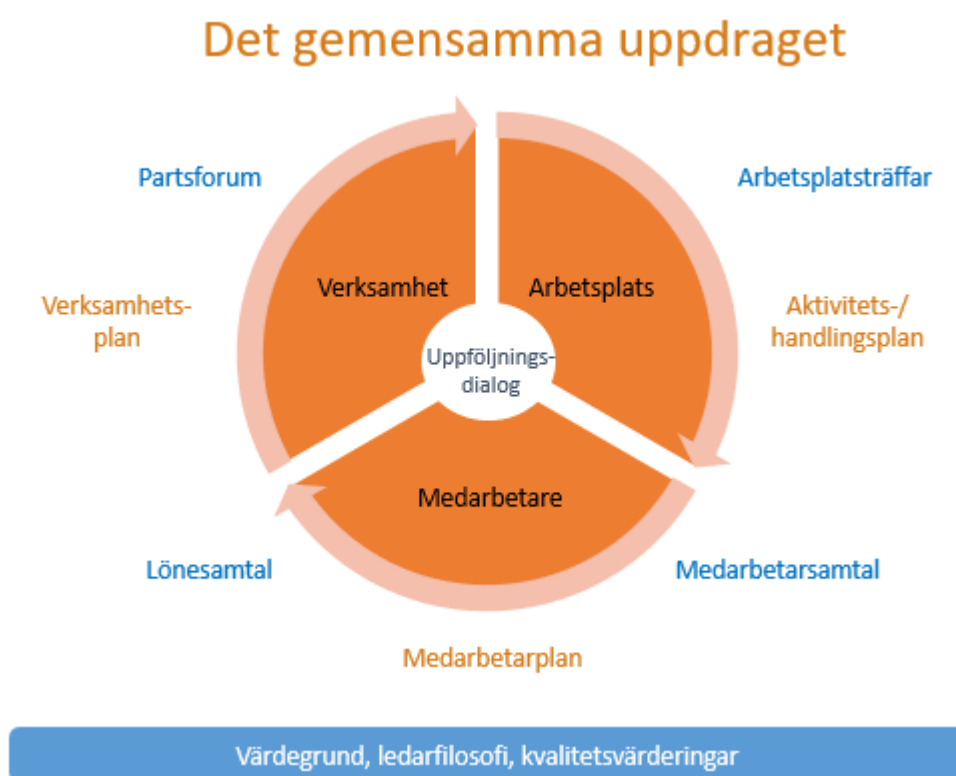 Det gemensamma uppdraget
Partsforum
Arbetsplatsträffar
Verksamhet
Arbetsplats
Verksamhets-
plan
Aktivitets-/
handlingsplan
Uppföljnings-
dialog
Medarbetare
Lönesamtal
Medarbetarsamtal
Medarbetarplan
Värdegrund, ledarfilosofi, kvalitetsvärderingar